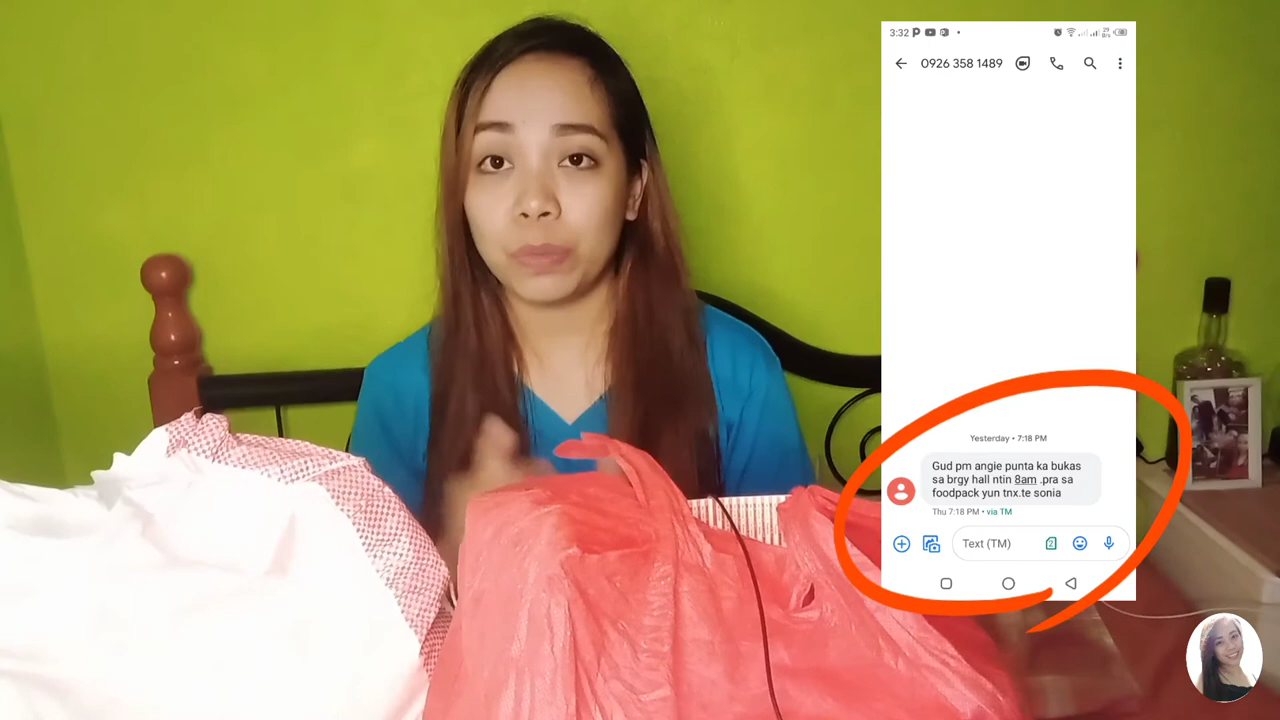 3:32
0926 358 1489
Yesterday • 7:18 PM
Gud pm angie punta ka bukas
sa brgy hall ntin 8am .pra sa
foodpack yun tnx.te sonia
Thu 7:18 PM • via TM
Text (TM)
2